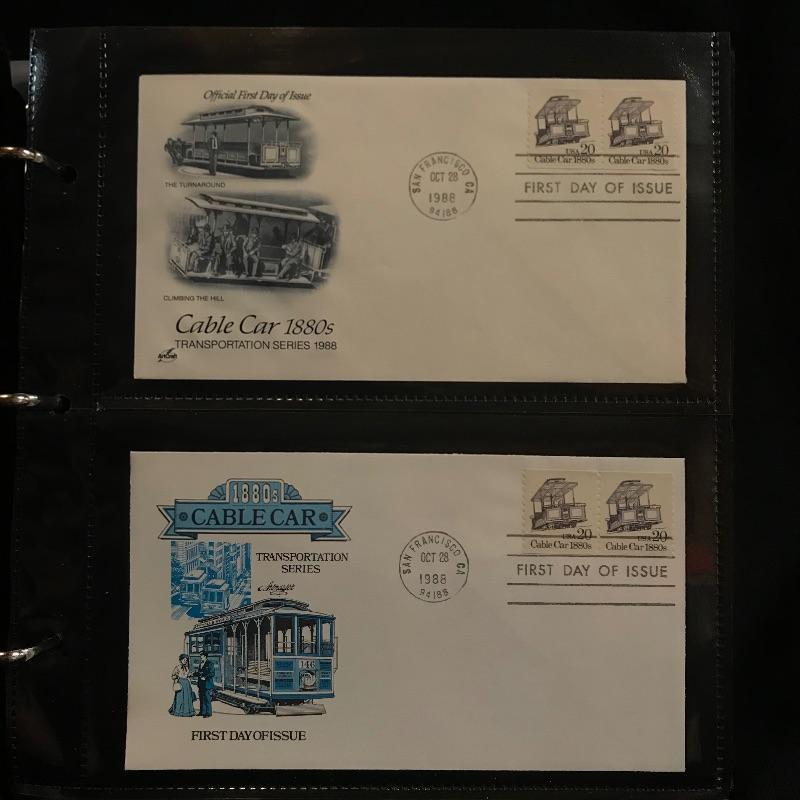 Official First Day of Issue
THE TURNAROUND
CLIMBING THE HILL
Cable Car 1880s
TRANSPORTATION SERIES 1988
ArtCraft
SAN FRANCISCO CA
OCT 28
1988
94188
USA 20 USA 20
Cable Car 1880s Cable Car 1880s
FIRST DAY OF ISSUE
1880s
CABLE CAR
TRANSPORTATION
SERIES
146
FIRST DAY OF ISSUE
SAN FRANCISCO CA
OCT 28
1988
94188
USA 20 USA 20
Cable Car 1880s Cable Car 1880s
FIRST DAY OF ISSUE